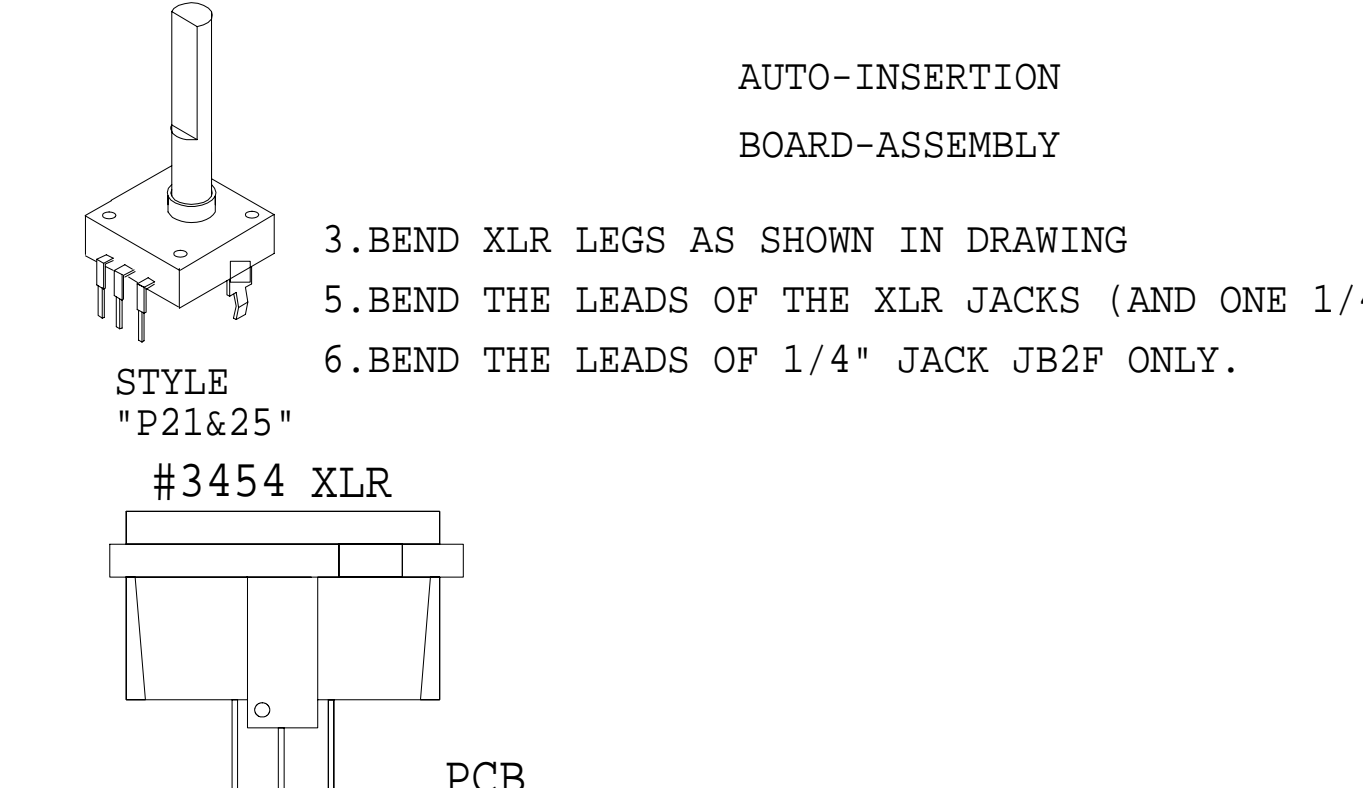 AUTO-INSERTION
BOARD-ASSEMBLY
3.BEND XLR LEGS AS SHOWN IN DRAWING
5.BEND THE LEADS OF THE XLR JACKS (AND ONE
6.BEND THE LEADS OF 1/4" JACK JB2F ONLY.
STYLE
"P21&25"
#3454 XLR
PCB